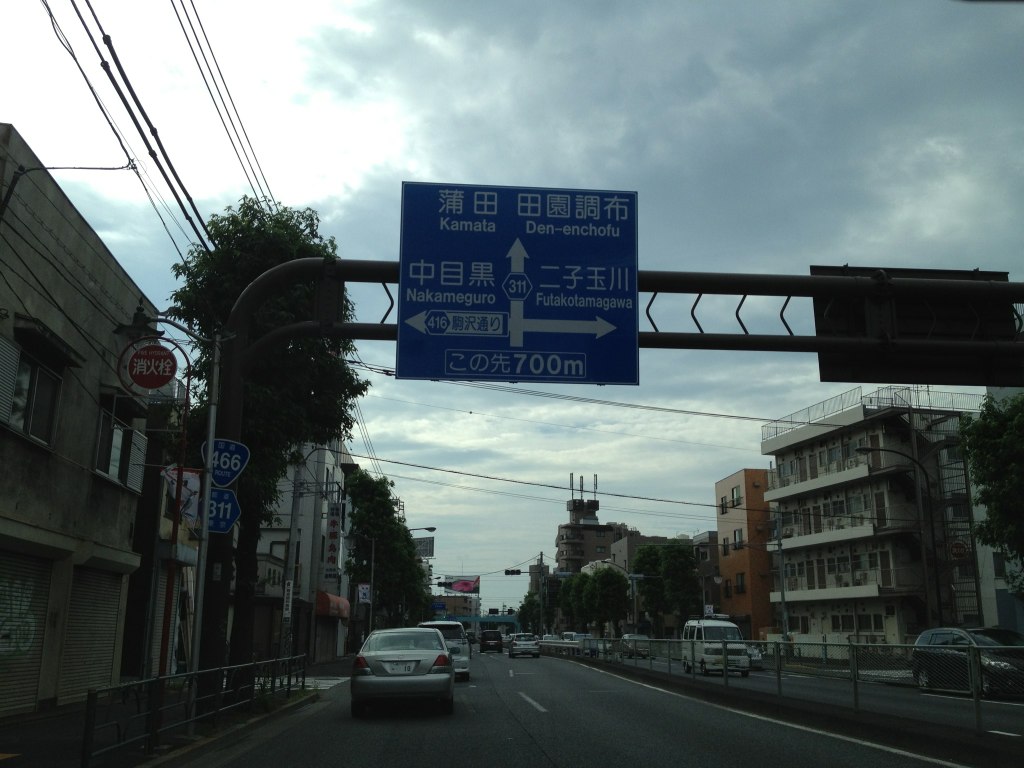 蒲田 田園調布
Kamata Den-enchofu
中目黒 311 二子玉川
Nakameguro Futakotamagawa
416 駒沢通り
この先700m
消火栓
466
ROUTE
311